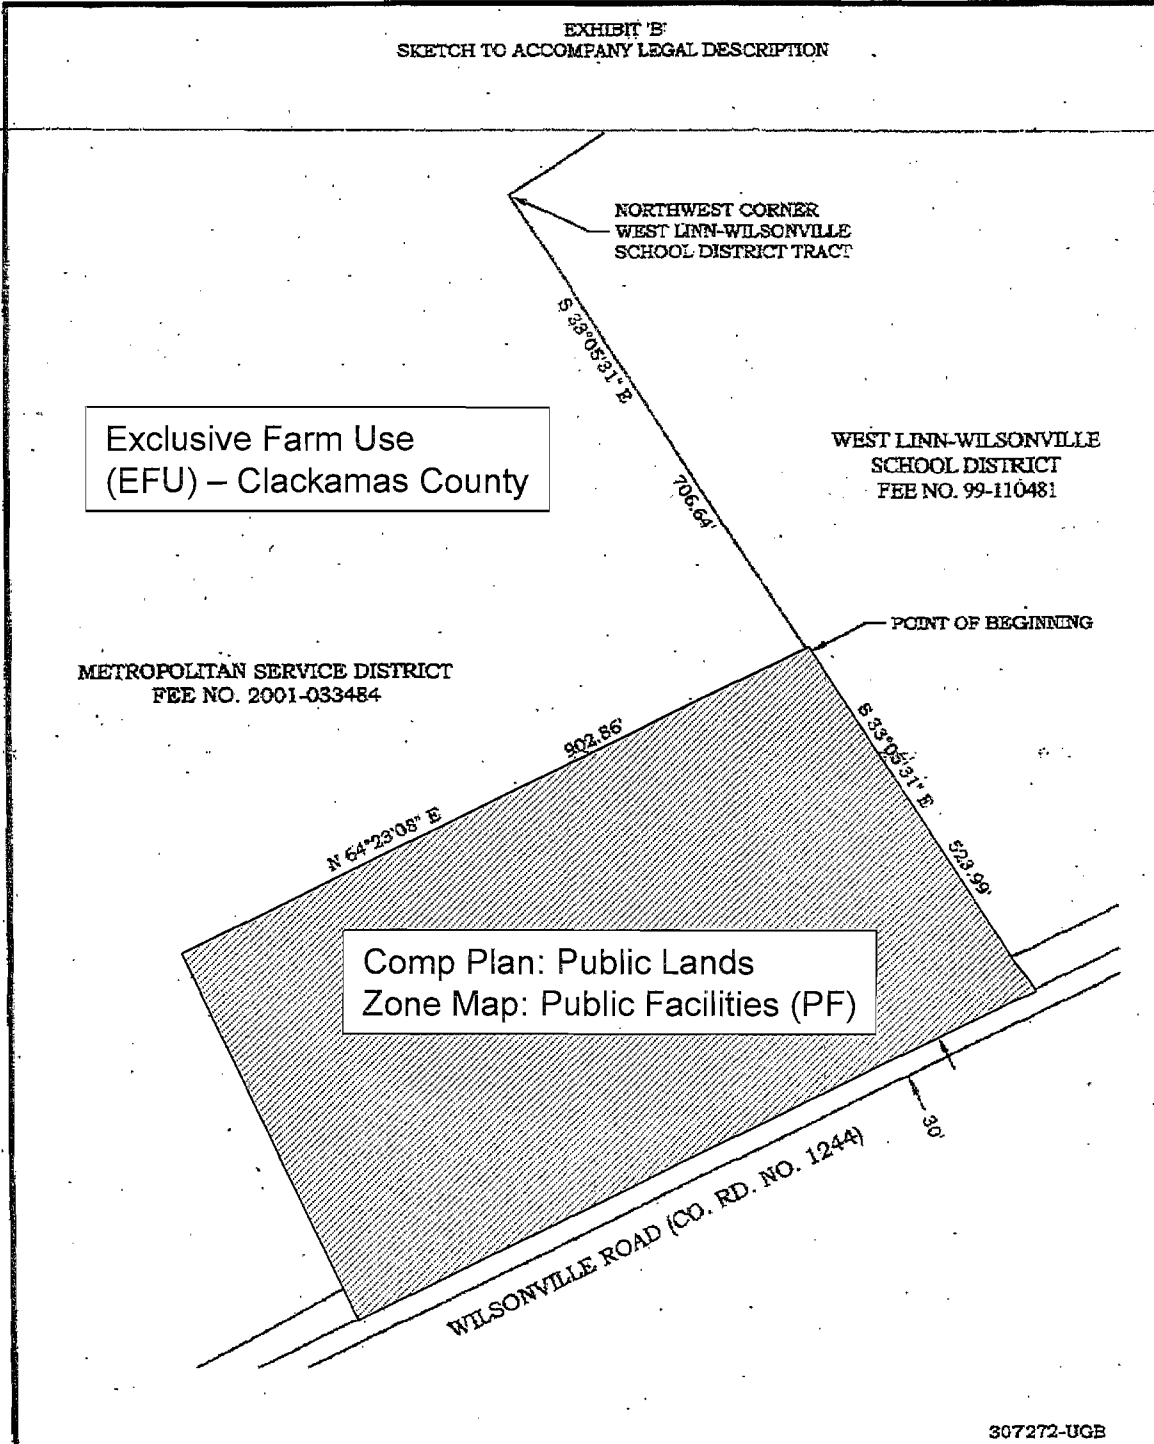 EXHIBIT 'B'
SKETCH TO ACCOMPANY LEGAL DESCRIPTION
NORTHWEST CORNER
WEST LINN-WILSONVILLE
SCHOOL DISTRICT TRACT
S 33°05'31" E
Exclusive Farm Use
(EFU) – Clackamas County
WEST LINN-WILSONVILLE
SCHOOL DISTRICT
FEE NO. 99-110481
706.64'
POINT OF BEGINNING
METROPOLITAN SERVICE DISTRICT
FEE NO. 2001-033484
902.86'
S 33°05'31" E
N 64°23'08" E
523.99'
Comp Plan: Public Lands
Zone Map: Public Facilities (PF)
30'
WILSONVILLE ROAD (CO. RD. NO. 1244)
307272-UGB